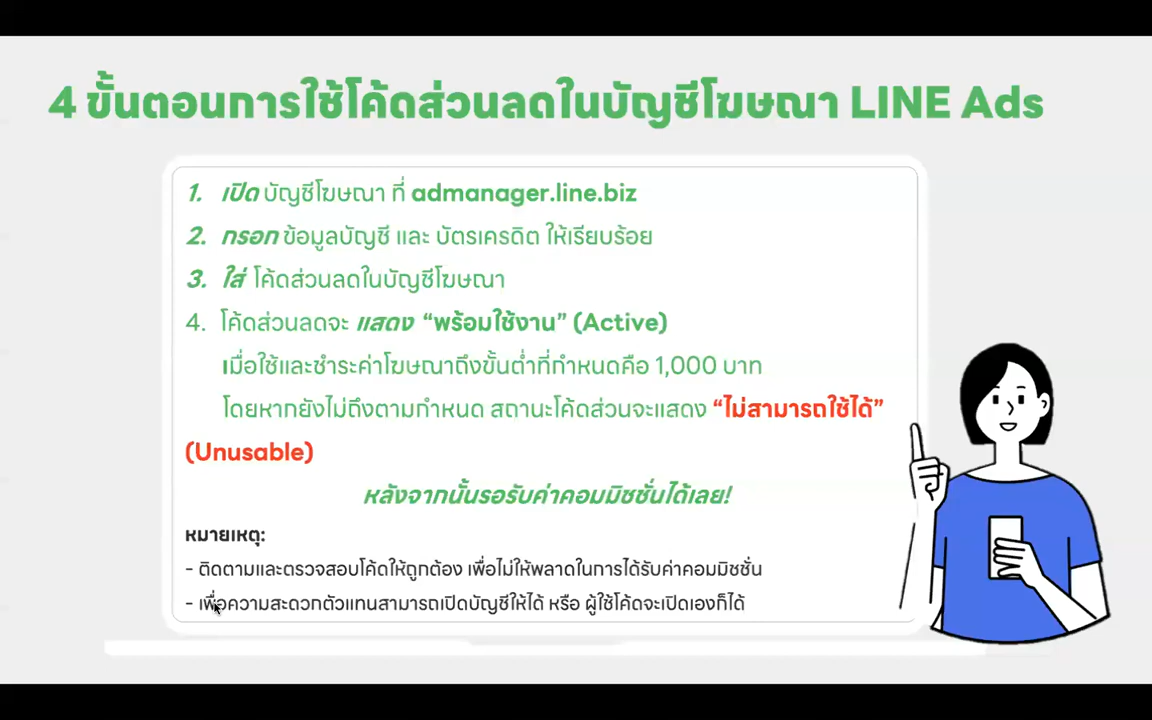 4 ขั้นตอนการใช้โค้ดส่วนลดในบัญชีโฆษณา LINE Ads
1. เปิด บัญชีโฆษณา ที่ admanager.line.biz
2. กรอก ข้อมูลบัญชี และ บัตรเครดิต ให้เรียบร้อย
3. ใส่ โค้ดส่วนลดในบัญชีโฆษณา
4. โค้ดส่วนลดจะ แสดง “พร้อมใช้งาน” (Active)
เมื่อใช้และชำระค่าโฆษณาถึงขั้นต่ำที่กำหนดคือ 1,000 บาท
โดยหากยังไม่ถึงตามกำหนด สถานะโค้ดส่วนจะแสดง “ไม่สามารถใช้ได้”
(Unusable)
หลังจากนั้นรอรับค่าคอมมิชชั่นได้เลย!
หมายเหตุ:
- ติดตามและตรวจสอบโค้ดให้ถูกต้อง เพื่อไม่ให้พลาดในการได้รับค่าคอมมิชชั่น
- เพื่อความสะดวกตัวแทนสามารถเปิดบัญชีให้ได้ หรือ ผู้ใช้โค้ดจะเปิดเองก็ได้